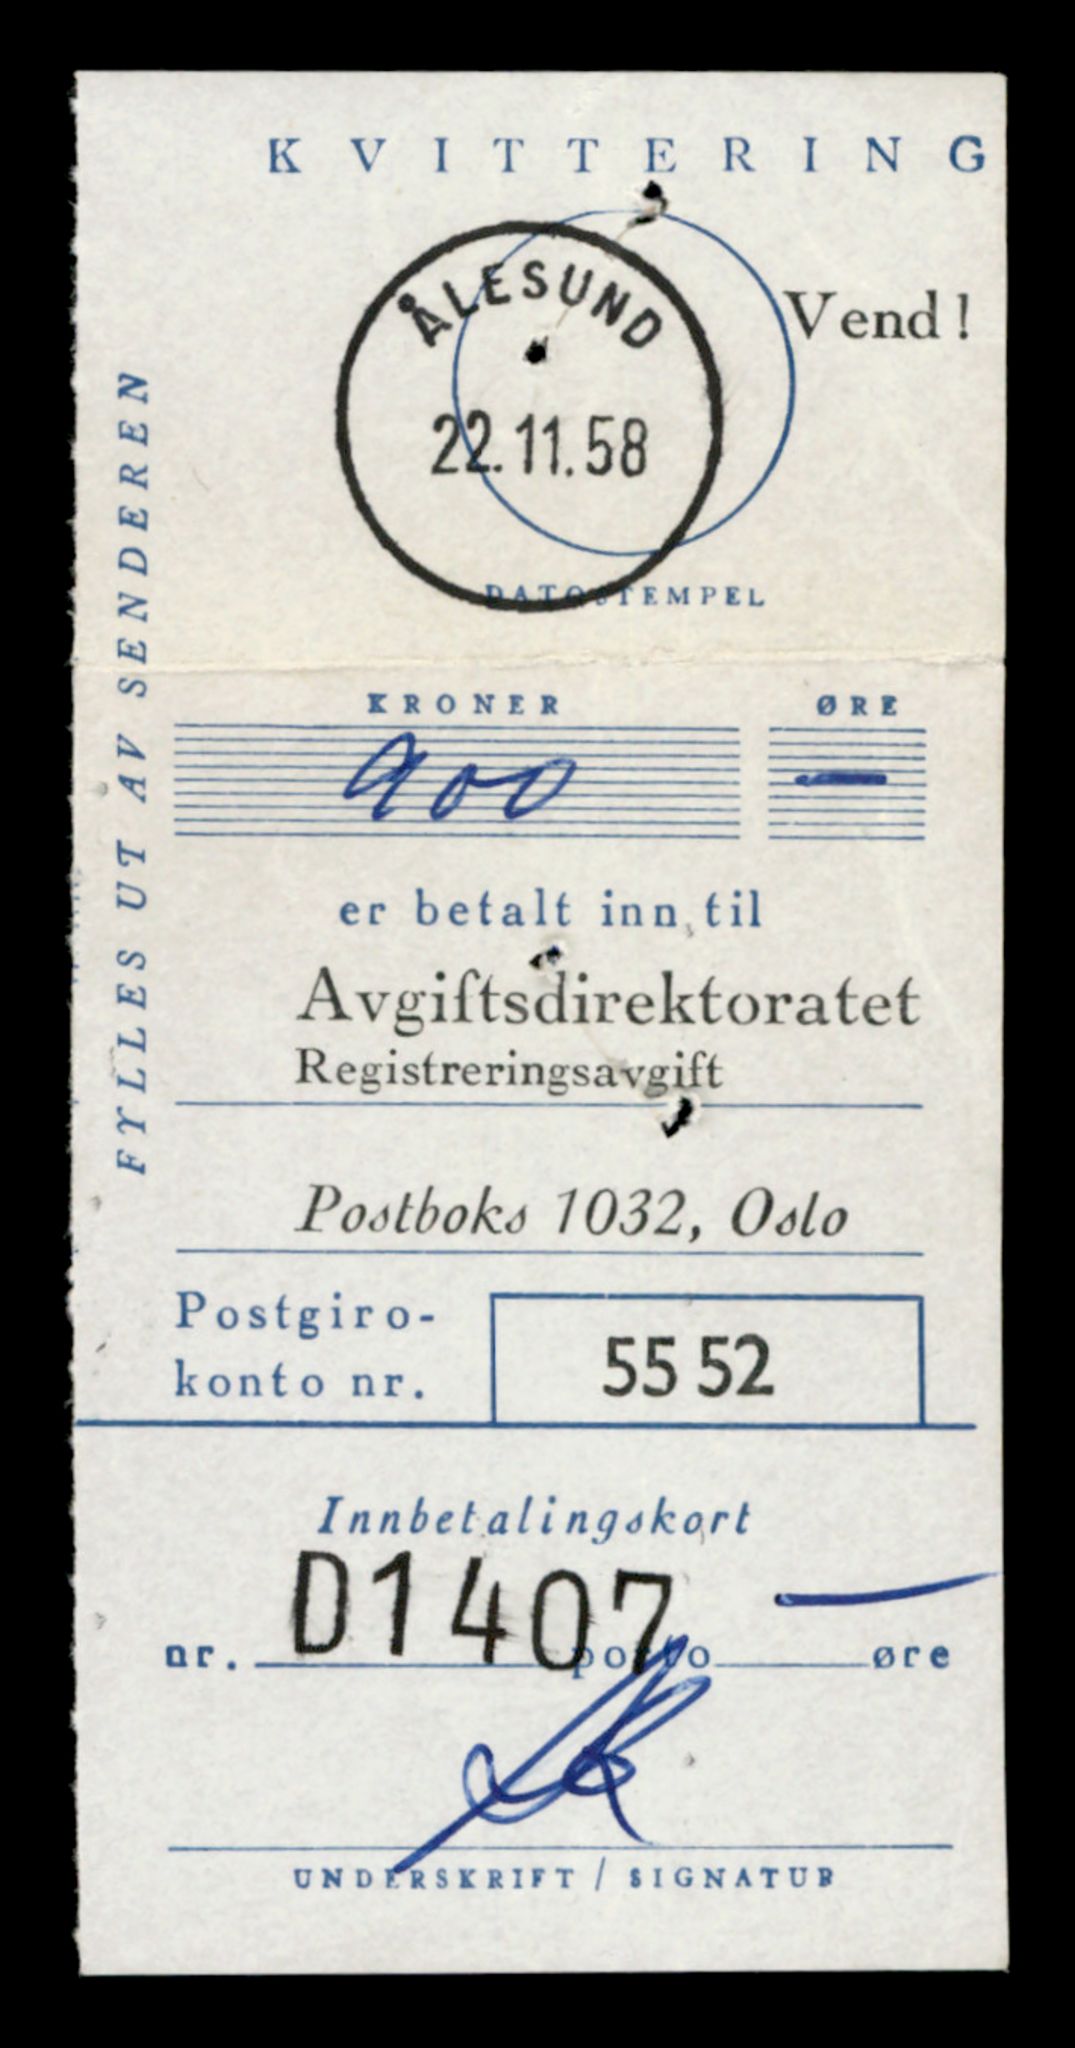 KVITTERING
ÅLESUND
Vend!
22.11.58
DATOSTEMPEL
FYLLES UT AV SENDEREN
KRONER ØRE
900 —
er betalt inn til
Avgiftsdirektoratet
Registreringsavgift
Postboks 1032, Oslo
Postgiro-
konto nr. 55 52
Innbetalingskort
nr. D1407 porto — øre
UNDERSKRIFT / SIGNATUR